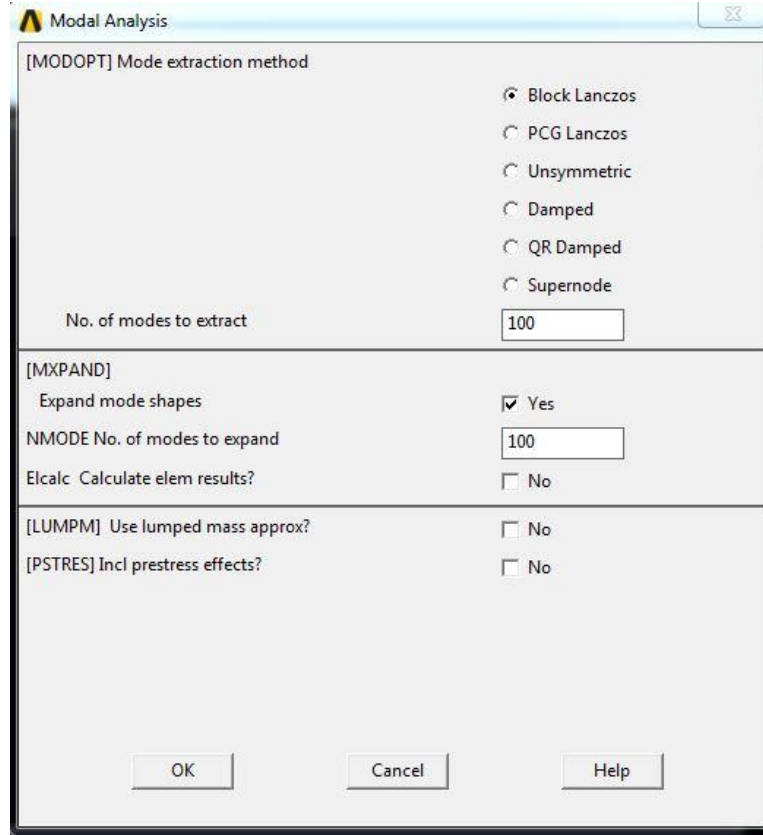 Modal Analysis
[MODOPT] Mode extraction method
Block Lanczos
PCG Lanczos
Unsymmetric
Damped
QR Damped
Supernode
No. of modes to extract 100
[MXPAND]
Expand mode shapes Yes
NMODE No. of modes to expand 100
Elcalc Calculate elem results? No
[LUMPM] Use lumped mass approx? No
[PSTRES] Incl prestress effects? No
OK Cancel Help